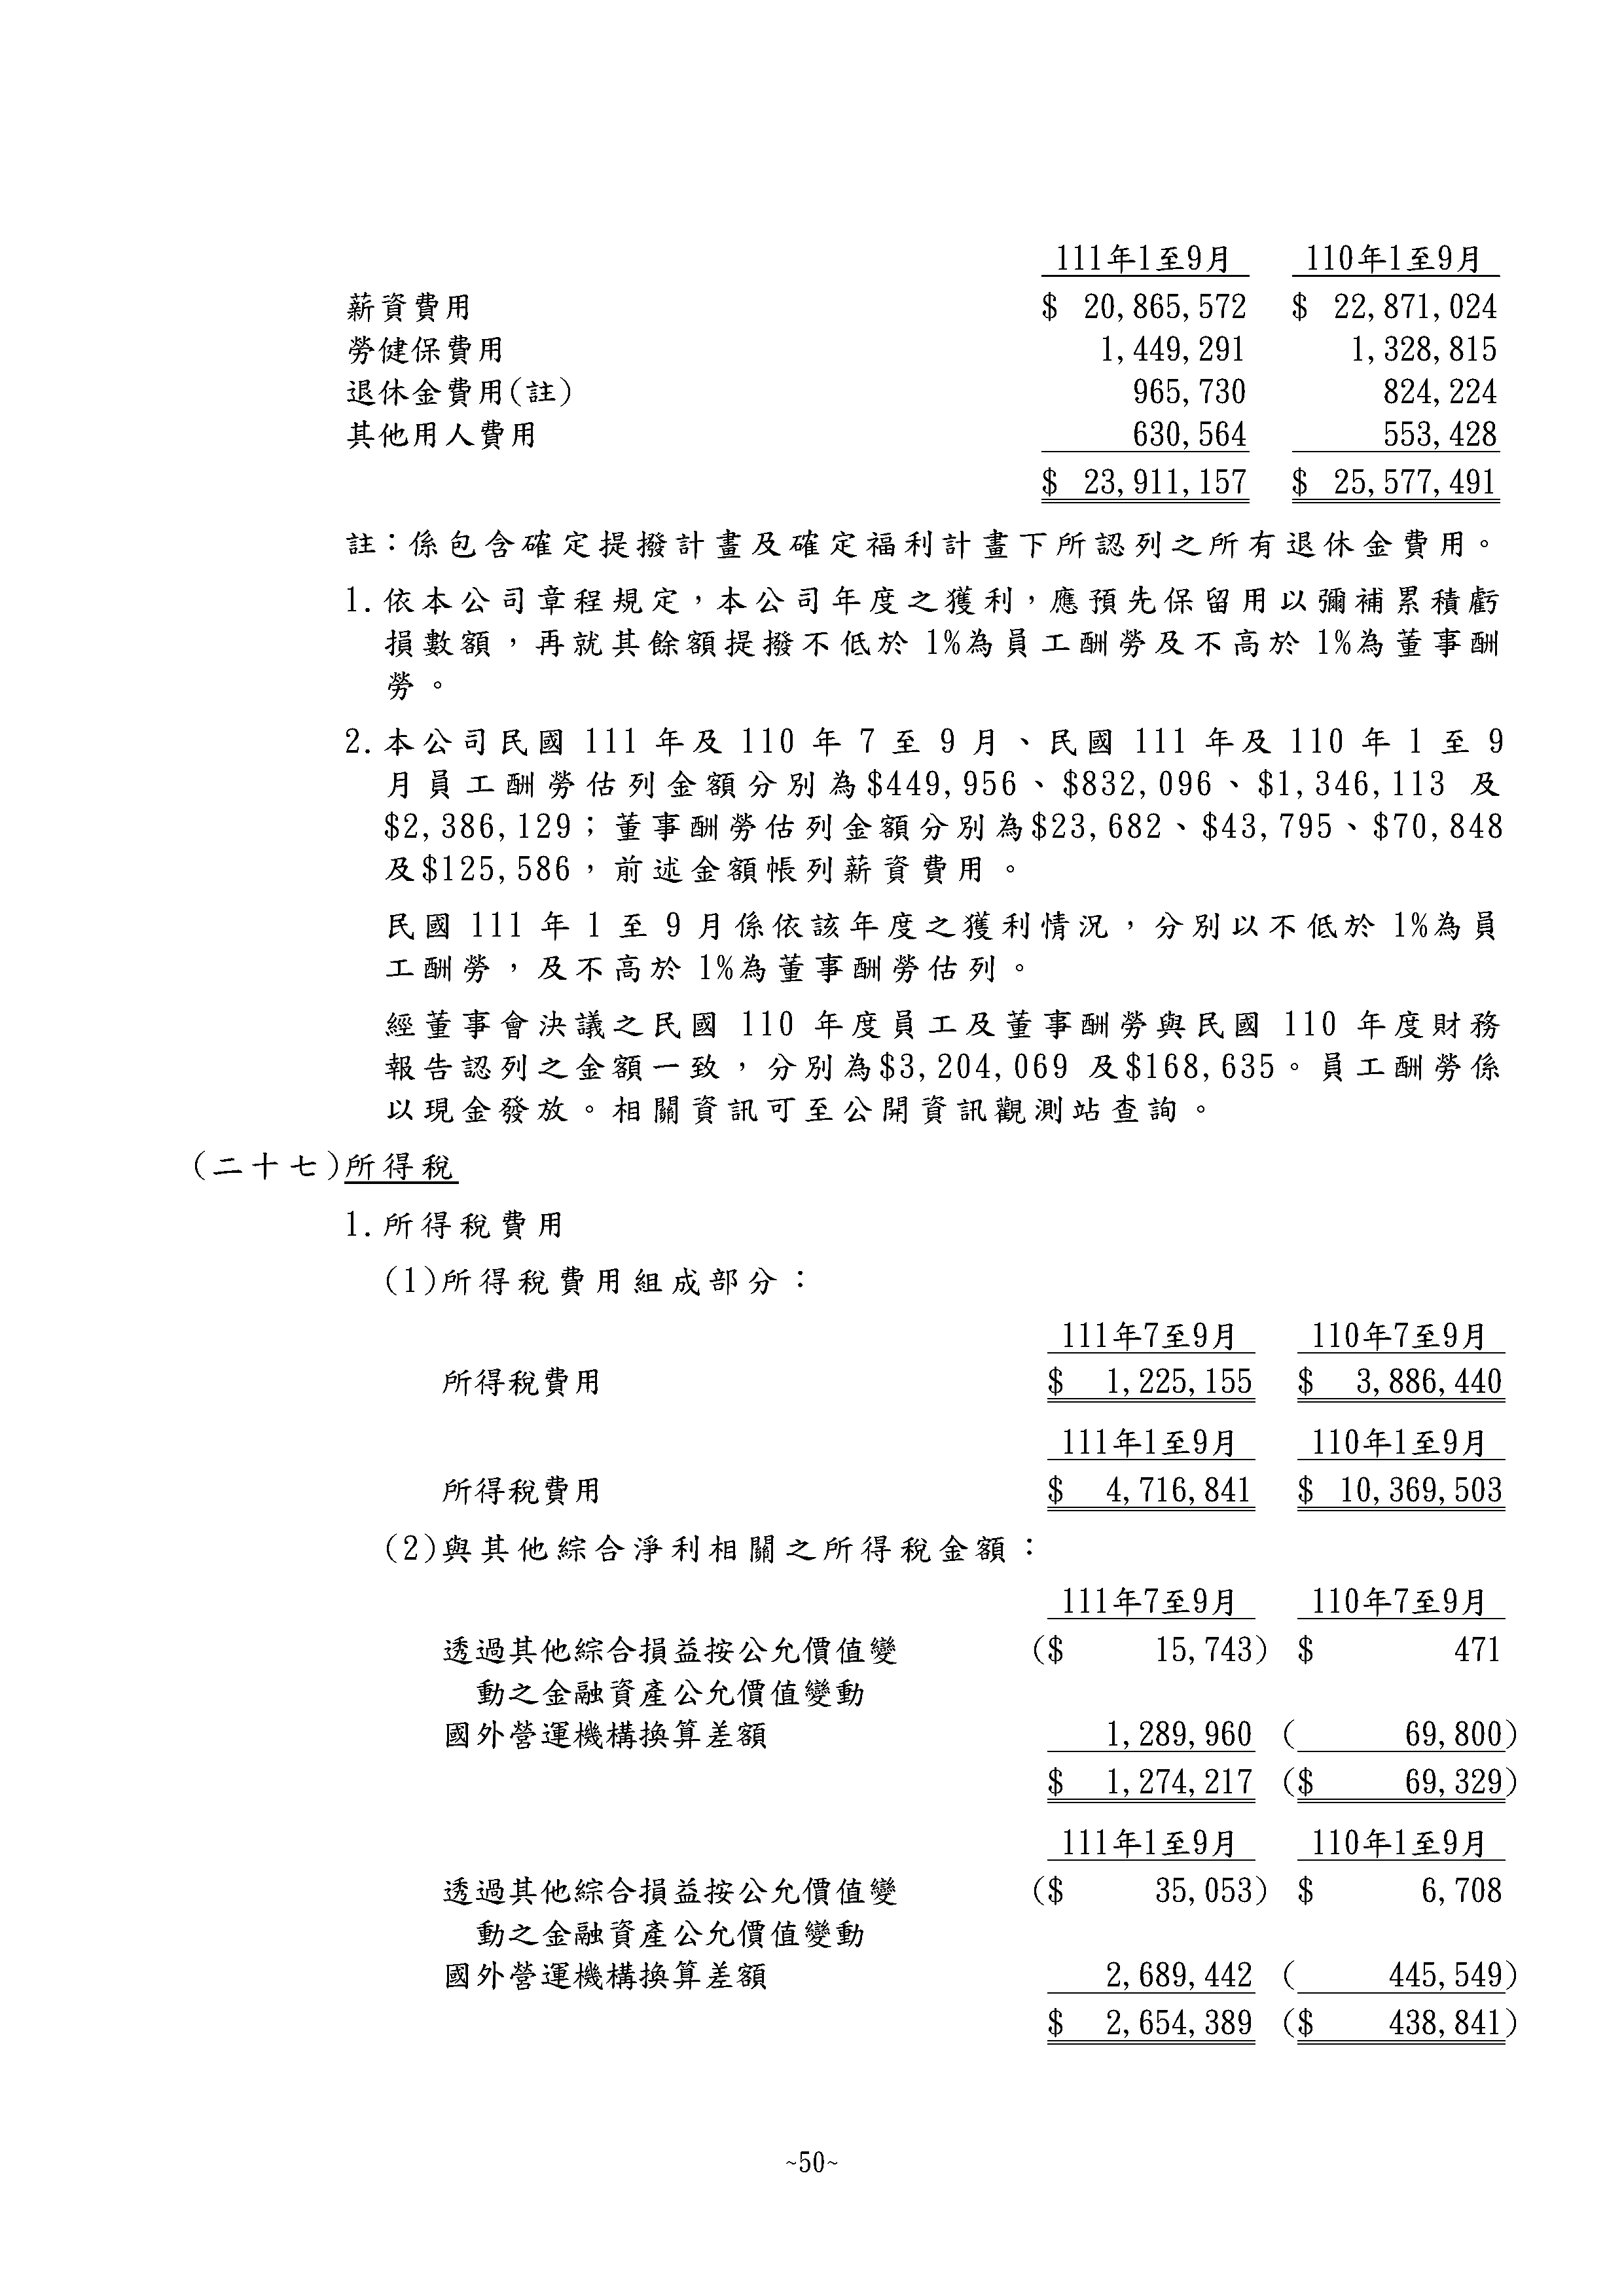 111年1至9月 110年1至9月
薪資費用 $ 20,865,572 $ 22,871,024
勞健保費用 1,449,291 1,328,815
退休金費用(註) 965,730 824,224
其他用人費用 630,564 553,428
$ 23,911,157 $ 25,577,491
註：係包含確定提撥計畫及確定福利計畫下所認列之所有退休金費用。
1.依本公司章程規定，本公司年度之獲利，應預先保留用以彌補累積虧
損數額，再就其餘額提撥不低於 1%為員工酬勞及不高於 1%為董事酬
勞。
2.本公司民國 111 年及 110 年 7 至 9 月、民國 111 年及 110 年 1 至 9
月員工酬勞估列金額分別為$449,956、$832,096、$1,346,113 及
$2,386,129；董事酬勞估列金額分別為$23,682、$43,795、$70,848
及$125,586，前述金額帳列薪資費用。
民國 111 年 1 至 9 月係依該年度之獲利情況，分別以不低於 1%為員
工酬勞，及不高於 1%為董事酬勞估列。
經董事會決議之民國 110 年度員工及董事酬勞與民國 110 年度財務
報告認列之金額一致，分別為$3,204,069 及$168,635。員工酬勞係
以現金發放。相關資訊可至公開資訊觀測站查詢。
(二十七)所得稅
1.所得稅費用
(1)所得稅費用組成部分：
111年7至9月 110年7至9月
所得稅費用 $ 1,225,155 $ 3,886,440
111年1至9月 110年1至9月
所得稅費用 $ 4,716,841 $ 10,369,503
(2)與其他綜合淨利相關之所得稅金額：
111年7至9月 110年7至9月
透過其他綜合損益按公允價值變 ($ 15,743) $ 471
動之金融資產公允價值變動
國外營運機構換算差額 1,289,960 ( 69,800)
$ 1,274,217 ($ 69,329)
111年1至9月 110年1至9月
透過其他綜合損益按公允價值變 ($ 35,053) $ 6,708
動之金融資產公允價值變動
國外營運機構換算差額 2,689,442 ( 445,549)
$ 2,654,389 ($ 438,841)
~50~